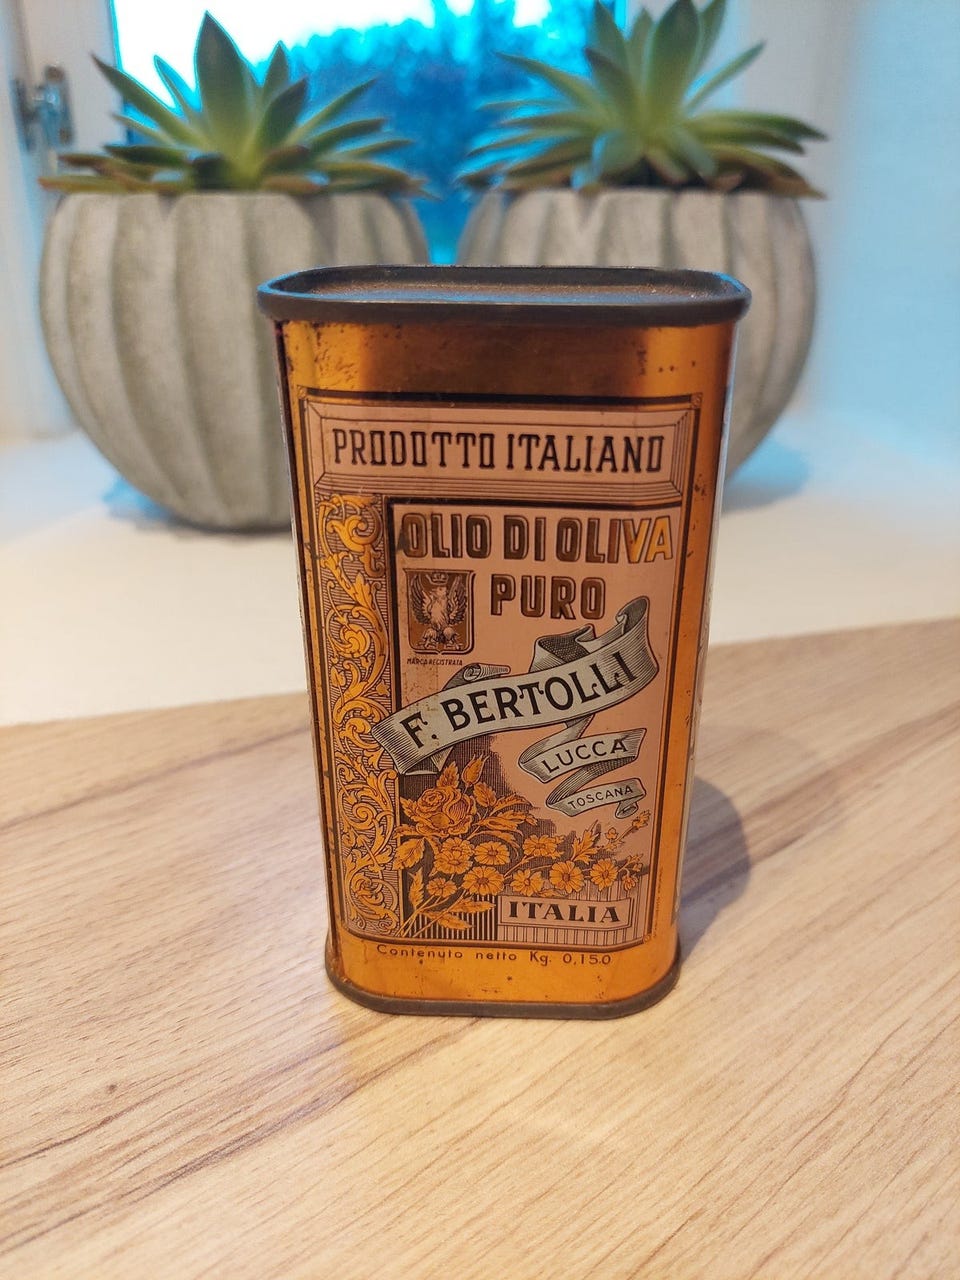 PRODOTTO ITALIANO
OLIO DI OLIVA
PURO
MARCA REGISTRATA
F. BERTOLLI
LUCCA
TOSCANA
ITALIA
Contenuto netto Kg. 0,150